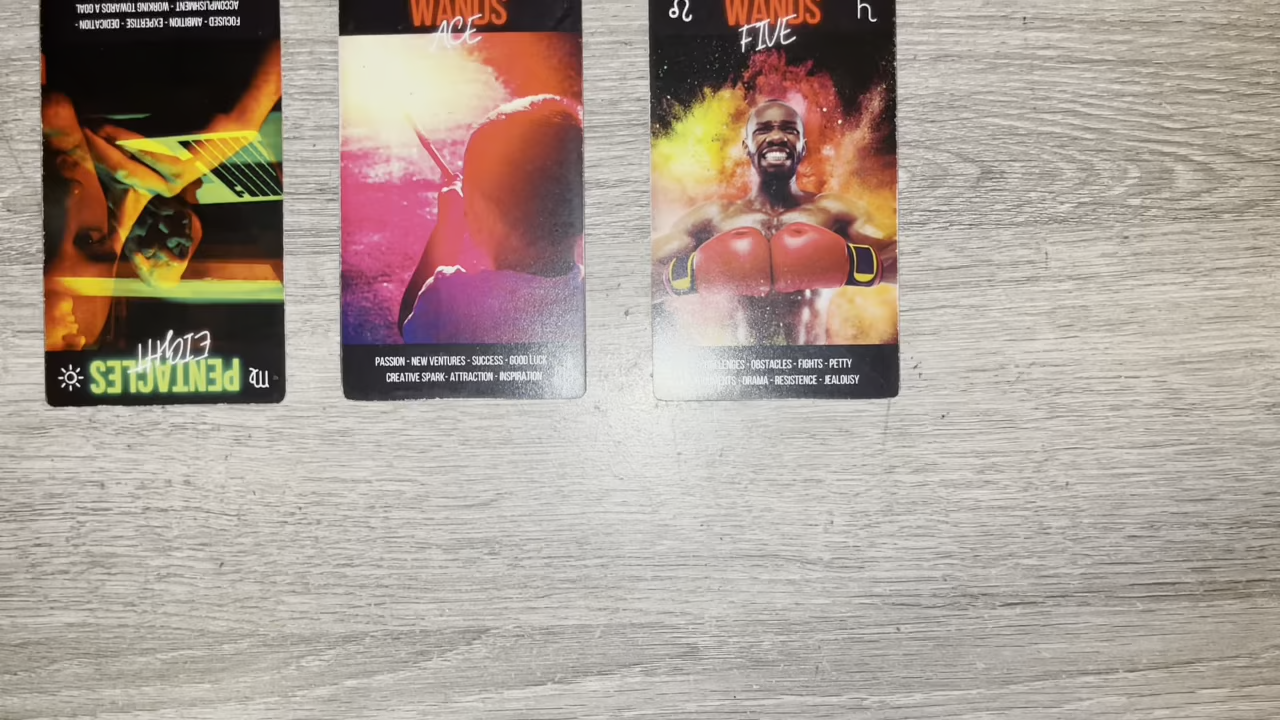 FOCUSED - AMBITION - EXPERTISE - DEDICATION -
ACCOMPLISHMENT - WORKING TOWARDS A GOAL
EIGHT
PENTACLES
WANDS
ACE
PASSION - NEW VENTURES - SUCCESS - GOOD LUCK
CREATIVE SPARK - ATTRACTION - INSPIRATION
WANDS
FIVE
OBSTACLES - FIGHTS - PETTY
DRAMA - RESISTENCE - JEALOUSY